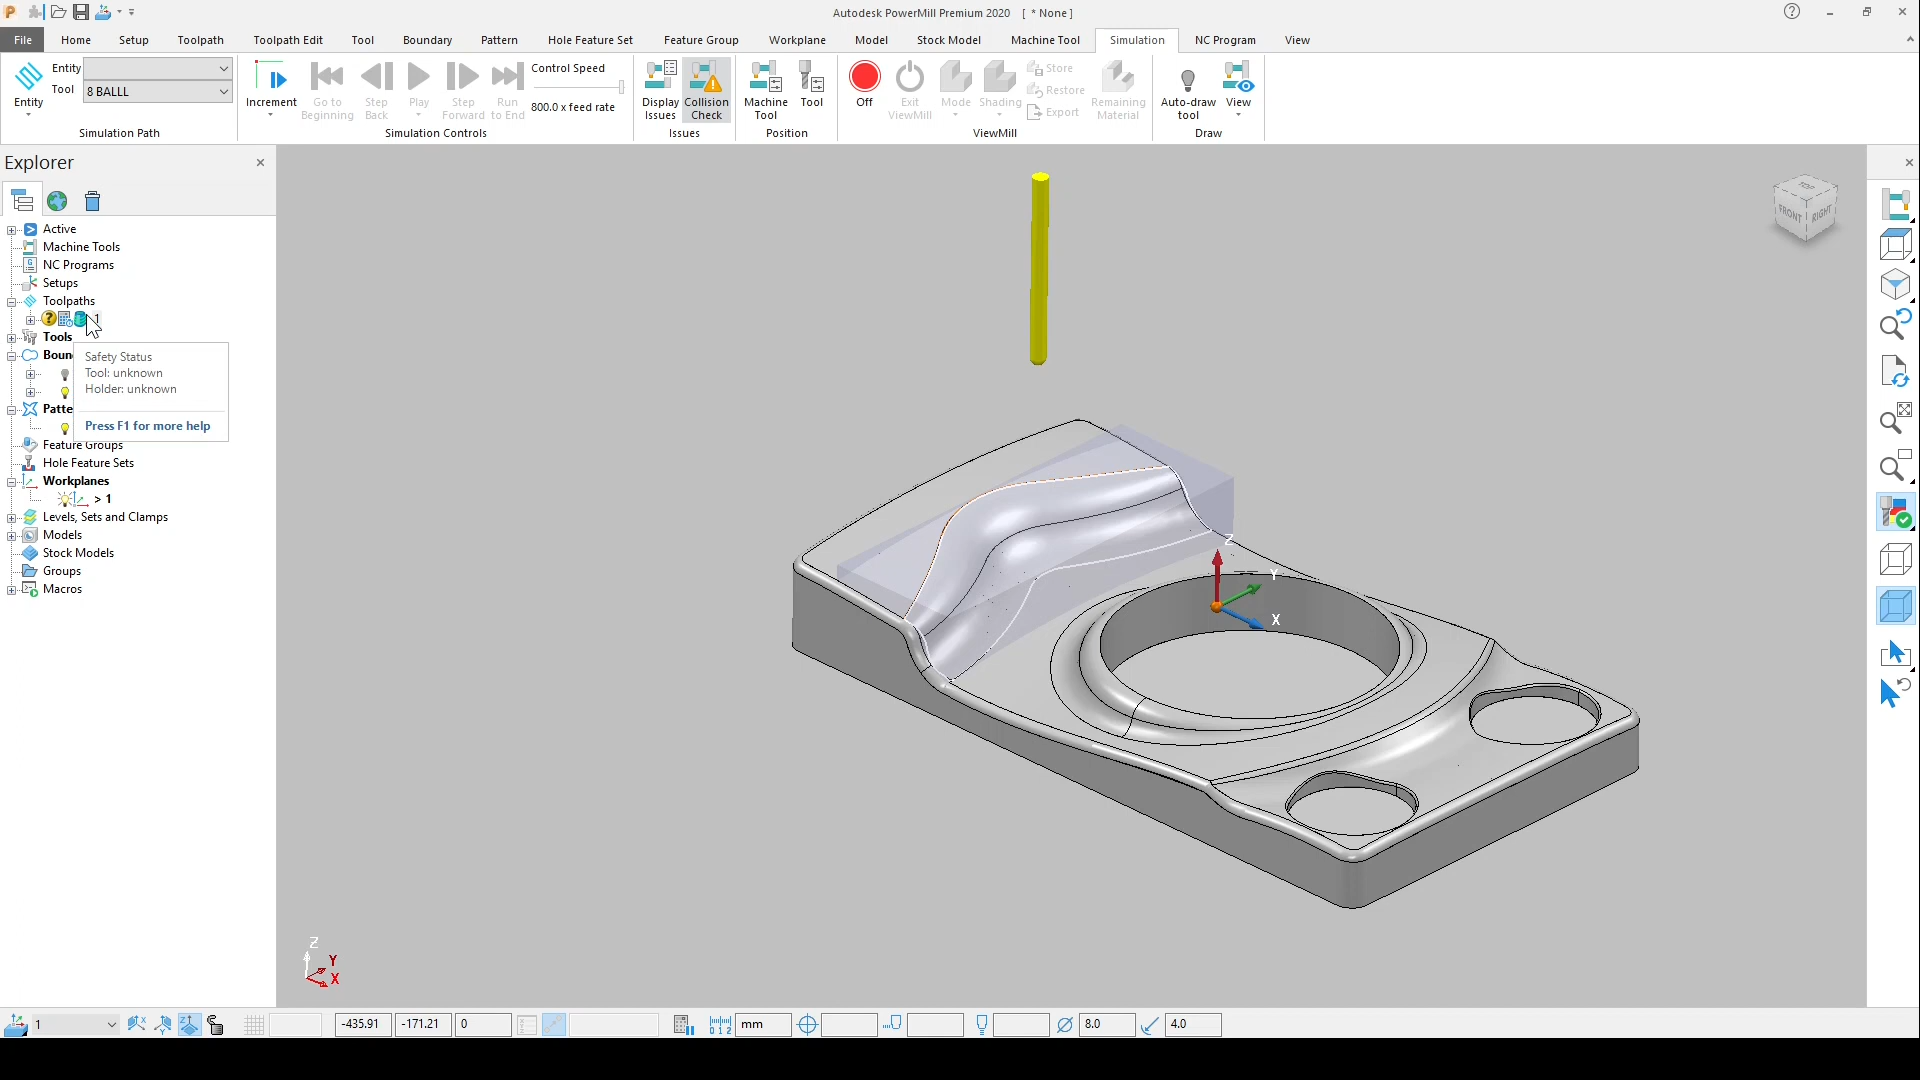 Autodesk PowerMill Premium 2020 [ * None ]
File Home Setup Toolpath Toolpath Edit Tool Boundary Pattern Hole Feature Set Feature Group Workplane Model Stock Model Machine Tool Simulation NC Program View
Entity
Entity
Tool 8 BALLL
Simulation Path
Increment
Go to Beginning
Step Back
Play
Step Forward
Run to End
Control Speed
800.0 x feed rate
Simulation Controls
Display Issues
Collision Check
Issues
Machine Tool
Tool
Position
Off
Exit ViewMill
Mode
Shading
Store
Restore
Export
Remaining Material
ViewMill
Auto-draw tool
View
Draw
Explorer
Active
Machine Tools
NC Programs
Setups
Toolpaths
1
Tools
Boun
Patte
Safety Status
Tool: unknown
Holder: unknown
Press F1 for more help
Feature Groups
Hole Feature Sets
Workplanes
> 1
Levels, Sets and Clamps
Models
Stock Models
Groups
Macros
TOP
FRONT RIGHT
Z
Y
X
Z
Y
X
1 -435.91 -171.21 0 mm 8.0 4.0